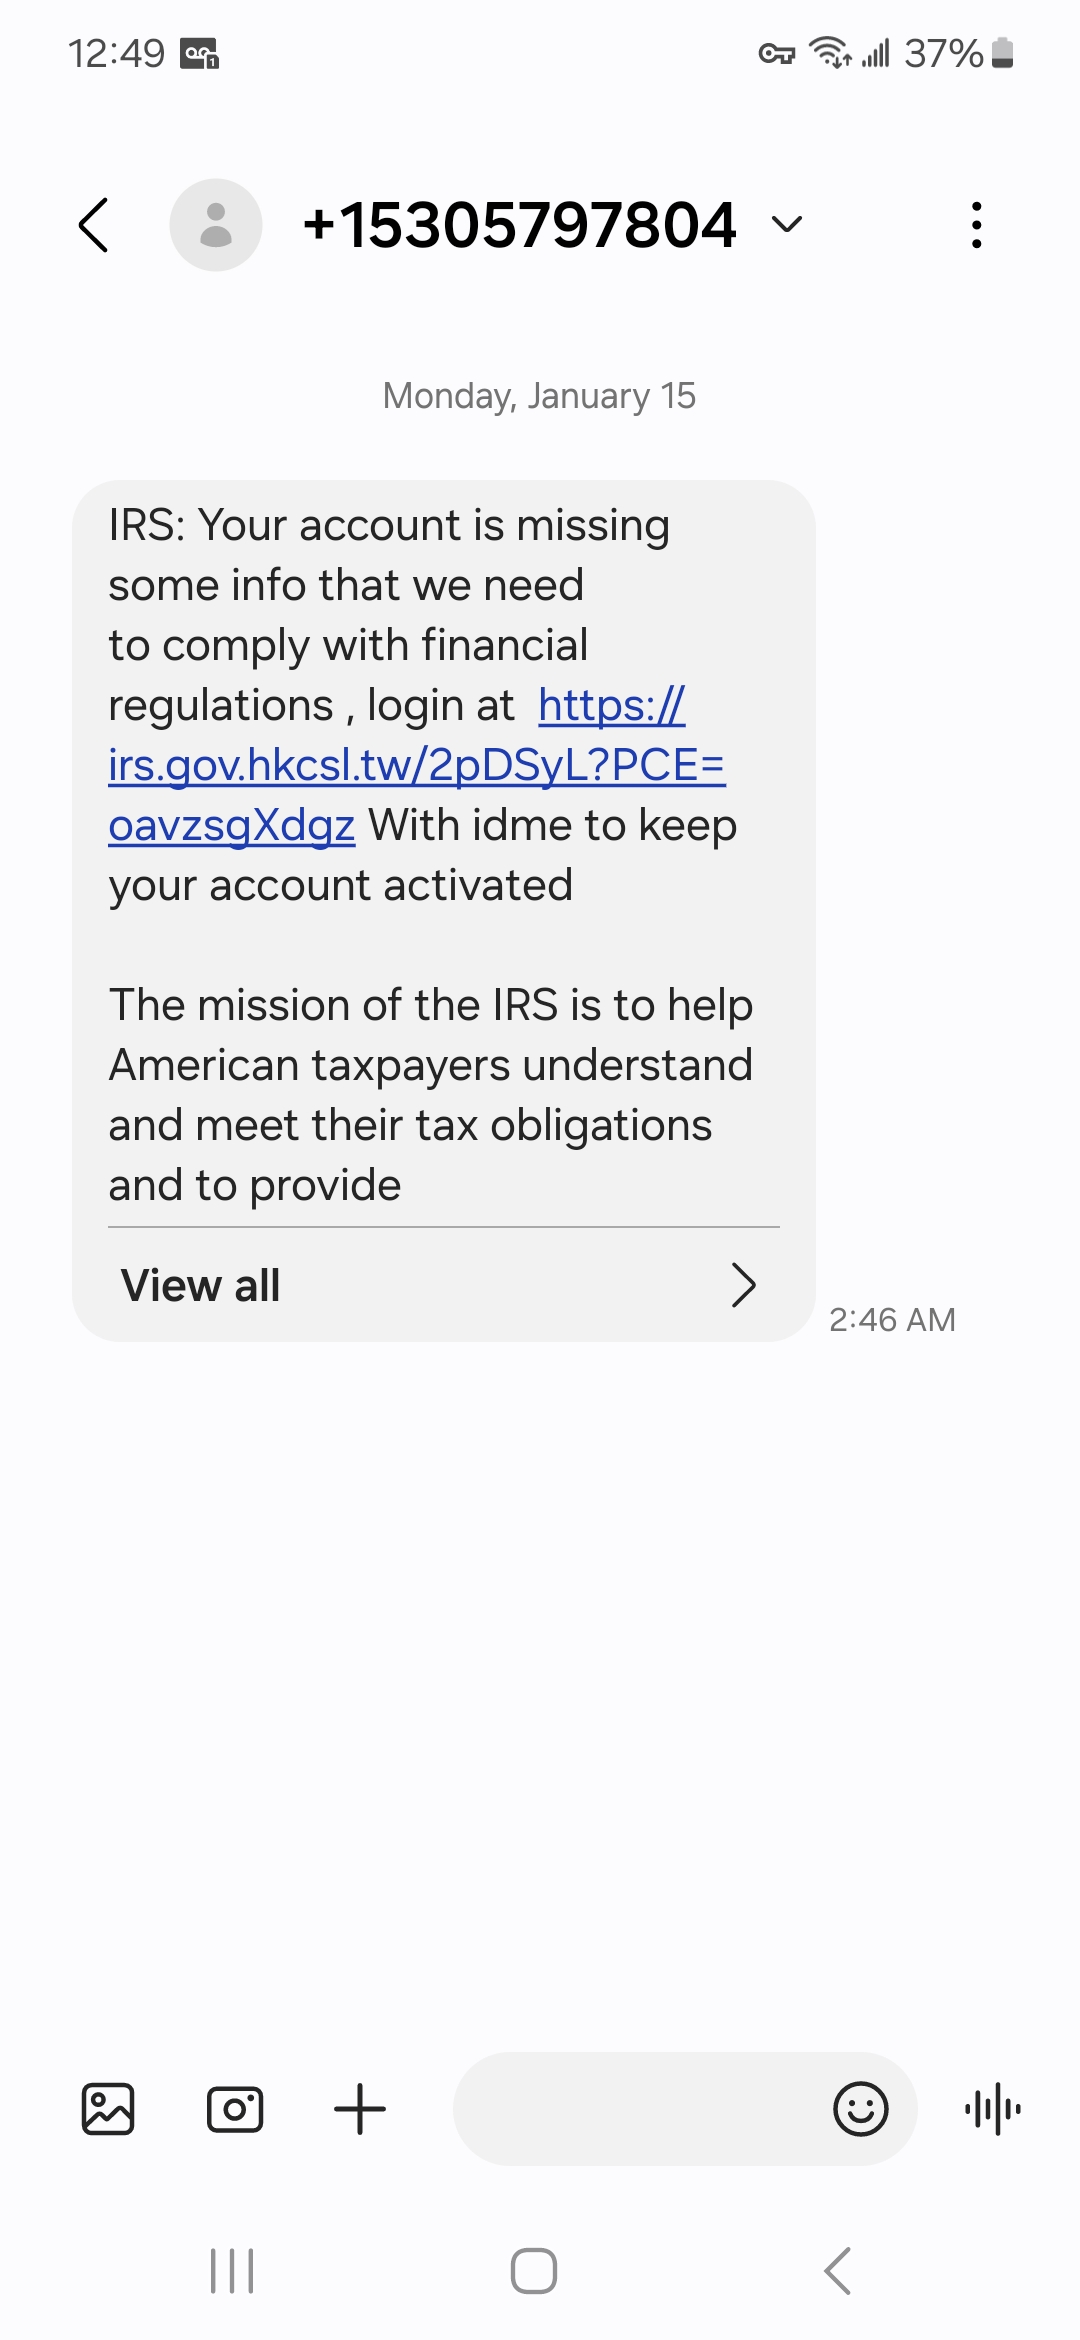 12:49
37%
+15305797804
Monday, January 15
IRS: Your account is missing
some info that we need
to comply with financial
regulations , login at  https://
irs.gov.hkcsl.tw/2pDSyL?PCE=
oavzsgXdgz With idme to keep
your account activated
The mission of the IRS is to help
American taxpayers understand
and meet their tax obligations
and to provide
View all
2:46 AM